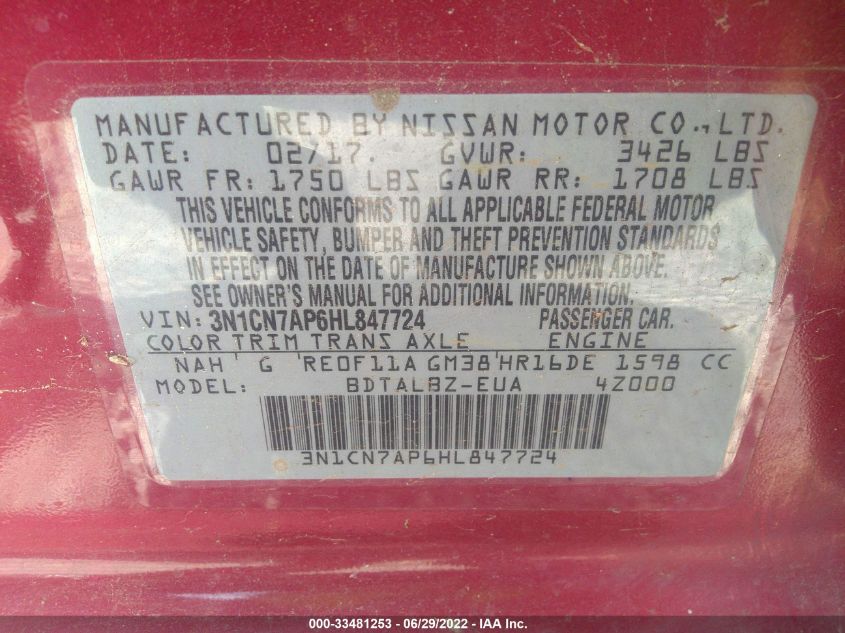 MANUFACTURED BY NISSAN MOTOR CO., LTD.
DATE: 02/17. GVWR: 3426 LBS
GAWR FR: 1750 LBS GAWR RR: 1708 LBS
THIS VEHICLE CONFORMS TO ALL APPLICABLE FEDERAL MOTOR
VEHICLE SAFETY, BUMPER AND THEFT PREVENTION STANDARDS
IN EFFECT ON THE DATE OF MANUFACTURE SHOWN ABOVE.
SEE OWNER'S MANUAL FOR ADDITIONAL INFORMATION.
VIN: 3N1CN7AP6HL847724 PASSENGER CAR.
COLOR TRIM TRANS AXLE ENGINE
NAH G RE0F11A GM38 HR16DE 1598 CC
MODEL: BDTALBZ-EUA 4Z000
3N1CN7AP6HL847724
000-33481253 - 06/29/2022 - IAA Inc.